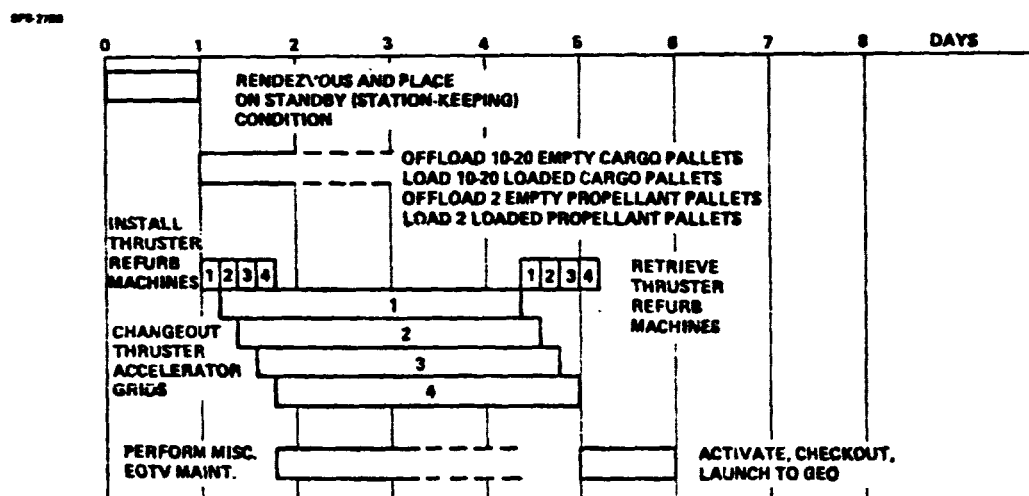 0 1 2 3 4 5 6 7 8 DAYS
RENDEZVOUS AND PLACE
ON STANDBY (STATION-KEEPING)
CONDITION
OFFLOAD 10-20 EMPTY CARGO PALLETS
LOAD 10-20 LOADED CARGO PALLETS
OFFLOAD 2 EMPTY PROPELLANT PALLETS
LOAD 2 LOADED PROPELLANT PALLETS
INSTALL
THRUSTER
REFURB
MACHINES
1 2 3 4
1 2 3 4
RETRIEVE
THRUSTER
REFURB
MACHINES
CHANGEOUT
THRUSTER
ACCELERATOR
GRIDS
1
2
3
4
PERFORM MISC.
EOTV MAINT.
ACTIVATE, CHECKOUT,
LAUNCH TO GEO